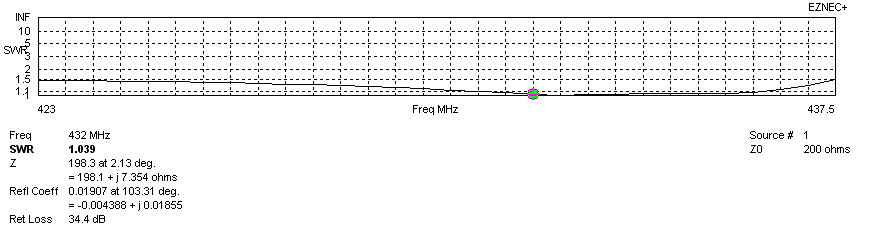 EZNEC+
INF
10
5
SWR
3
2
1.5
1.1
1
423
Freq MHz
437.5
Freq 432 MHz
Source # 1
SWR 1.039
Z0 200 ohms
Z 198.3 at 2.13 deg.
= 198.1 + j 7.354 ohms
Refl Coeff 0.01907 at 103.31 deg.
= -0.004388 + j 0.01855
Ret Loss 34.4 dB